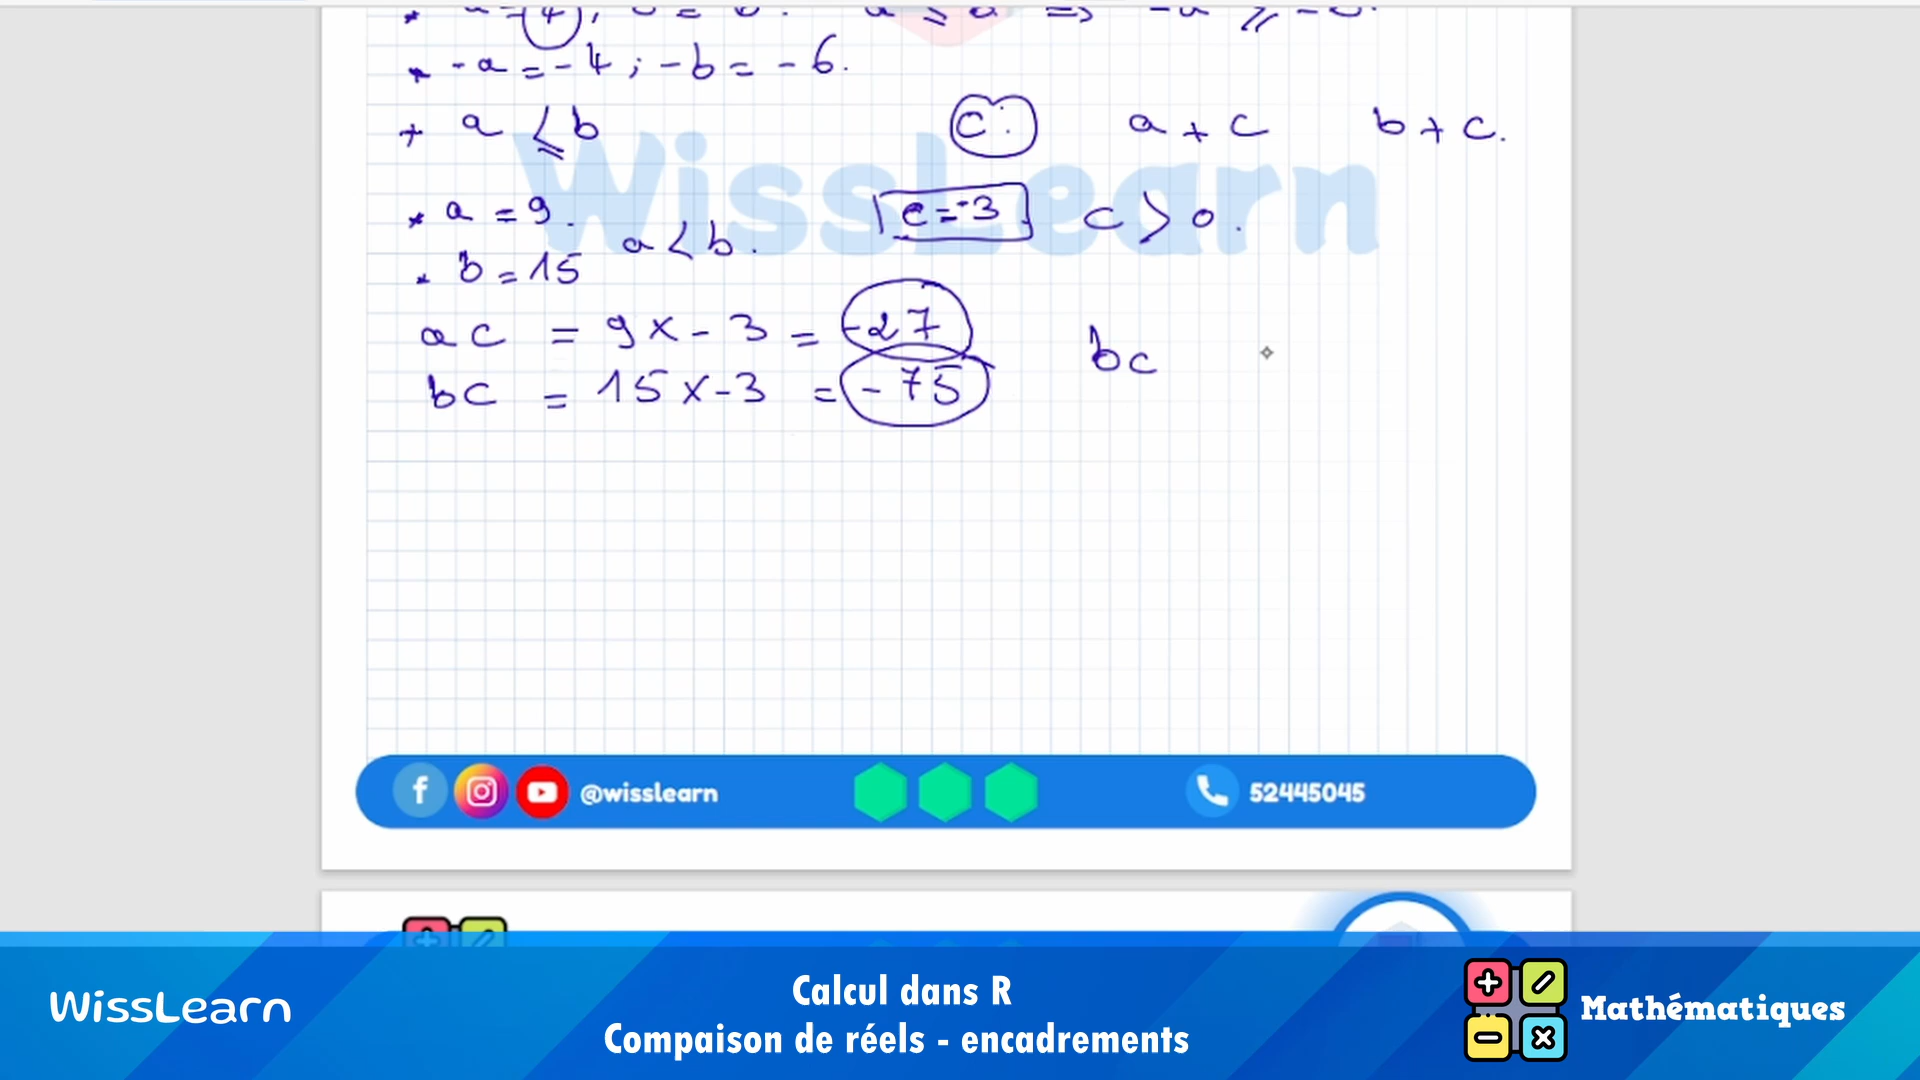 -a = -4 ; -b = -6.
+ a ⩽ b c: a + c b + c.
* a = 9. c = -3 c > 0.
a < b.
* b = 15
ac = 9 x - 3 = -27 bc
bc = 15 x - 3 = -75
WissLearn
@wisslearn 52445045
WissLearn
Calcul dans R
Compaison de réels - encadrements
Mathématiques